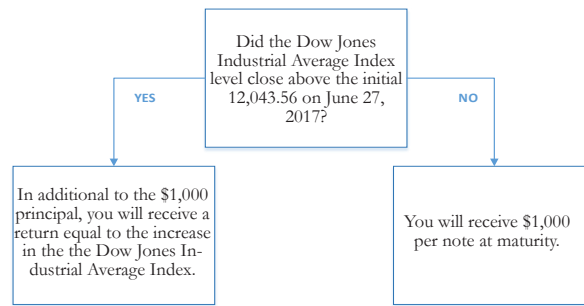 Did the Dow Jones
Industrial Average Index
level close above the initial
12,043.56 on June 27,
2017?
YES
NO
In additional to the $1,000
principal, you will receive a
return equal to the increase
in the the Dow Jones In-
dustrial Average Index.
You will receive $1,000
per note at maturity.